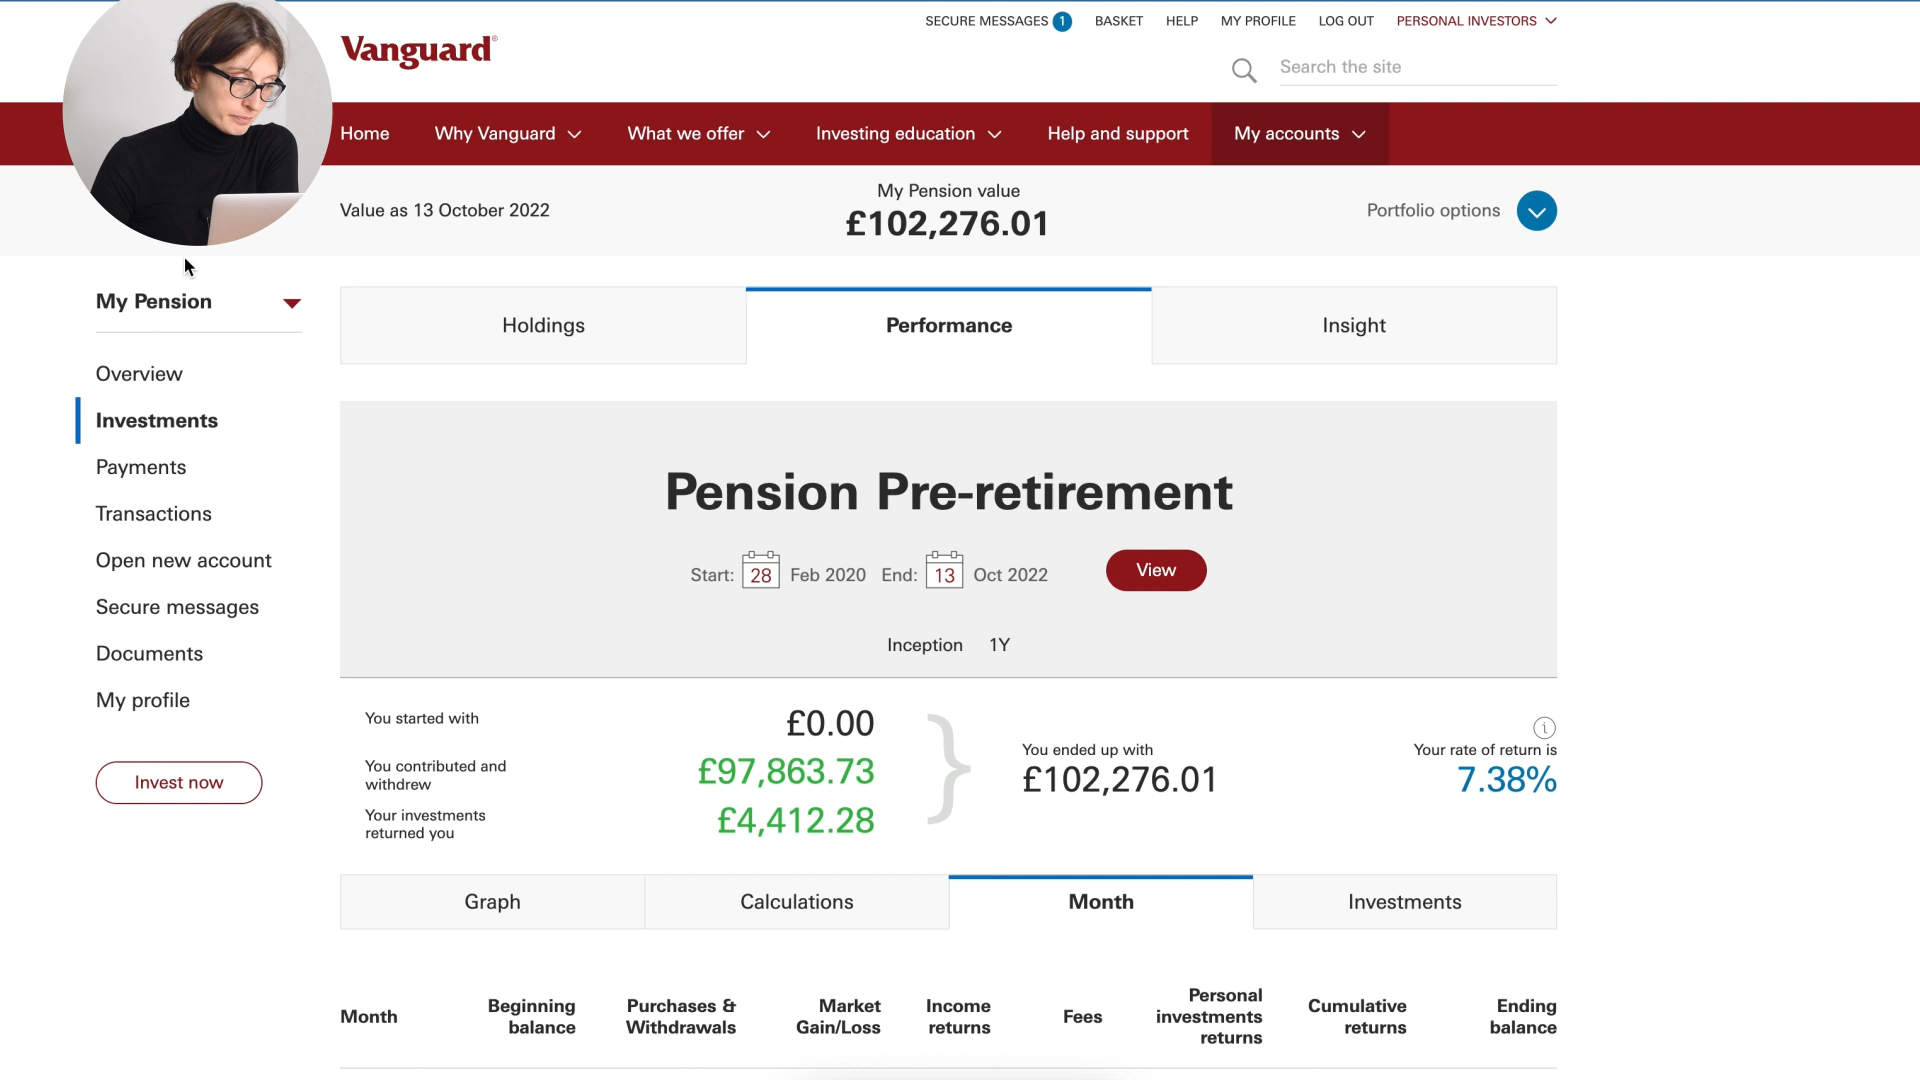 SECURE MESSAGES 1 BASKET HELP MY PROFILE LOG OUT PERSONAL INVESTORS
Vanguard®
Search the site
Home Why Vanguard What we offer Investing education Help and support My accounts
Value as 13 October 2022
My Pension value
£102,276.01
Portfolio options
My Pension
Overview
Investments
Payments
Transactions
Open new account
Secure messages
Documents
My profile
Invest now
Holdings Performance Insight
Pension Pre-retirement
Start: 28 Feb 2020 End: 13 Oct 2022 View
Inception 1Y
You started with £0.00
You contributed and
withdrew £97,863.73
Your investments
returned you £4,412.28
You ended up with
£102,276.01
i
Your rate of return is
7.38%
Graph Calculations Month Investments
Month
Beginning
balance
Purchases &
Withdrawals
Market
Gain/Loss
Income
returns
Fees
Personal
investments
returns
Cumulative
returns
Ending
balance